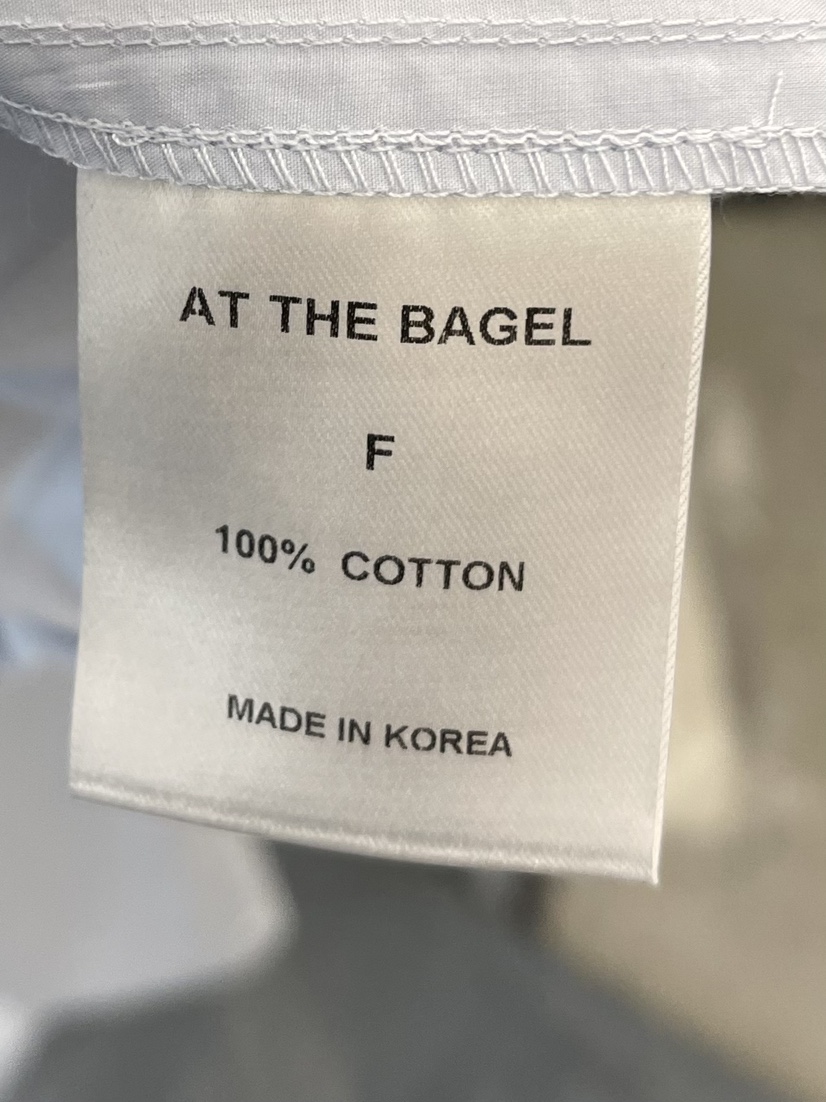 AT THE BAGEL
F
100% COTTON
MADE IN KOREA